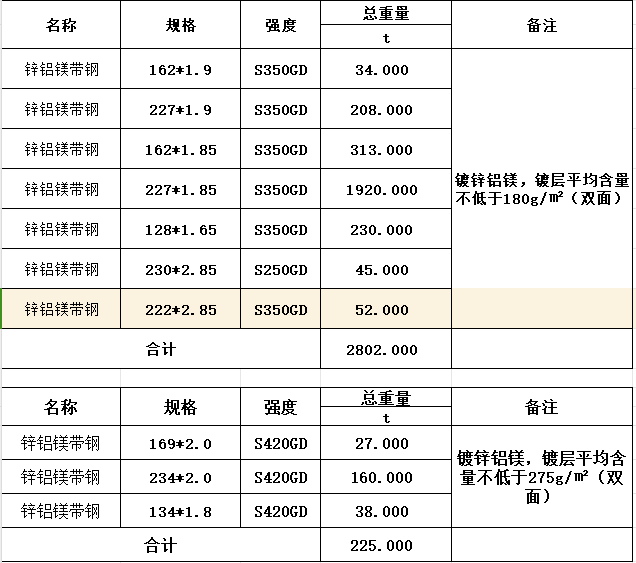 名称 规格 强度 总重量 备注
t
锌铝镁带钢 162*1.9 S350GD 34.000
锌铝镁带钢 227*1.9 S350GD 208.000
锌铝镁带钢 162*1.85 S350GD 313.000
锌铝镁带钢 227*1.85 S350GD 1920.000
镀锌铝镁，镀层平均含量
不低于180g/㎡（双面）
锌铝镁带钢 128*1.65 S350GD 230.000
锌铝镁带钢 230*2.85 S250GD 45.000
锌铝镁带钢 222*2.85 S350GD 52.000
合计 2802.000
名称 规格 强度 总重量 备注
t
锌铝镁带钢 169*2.0 S420GD 27.000
锌铝镁带钢 234*2.0 S420GD 160.000
镀锌铝镁，镀层平均含
量不低于275g/㎡（双
面）
锌铝镁带钢 134*1.8 S420GD 38.000
合计 225.000